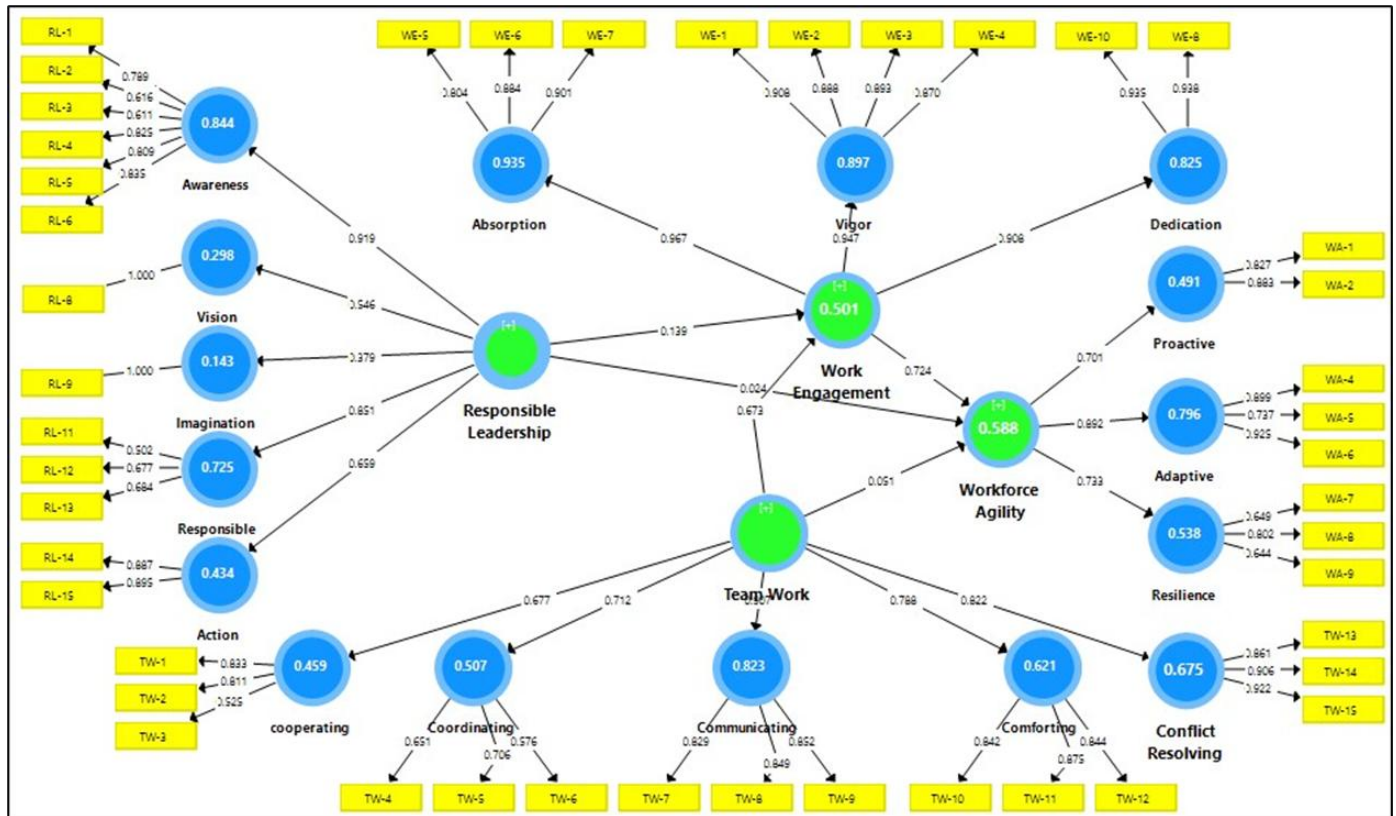 RL-1
RL-2
RL-3
RL-4
RL-5
RL-6
0.789
0.616
0.611
0.825
0.809
0.835
0.844
Awareness
WE-5
WE-6
WE-7
0.804
0.884
0.901
0.935
Absorption
WE-1
WE-2
WE-3
WE-4
0.908
0.888
0.893
0.870
0.897
Vigor
WE-10
WE-8
0.935
0.938
0.825
Dedication
0.919
0.967
0.947
0.908
RL-8
1.000
0.298
Vision
0.546
RL-9
1.000
0.143
Imagination
0.379
RL-11
RL-12
RL-13
0.502
0.677
0.684
0.725
Responsible
0.851
RL-14
RL-15
0.887
0.895
0.434
Action
0.659
[+]
Responsible
Leadership
0.139
0.024
[+]
0.501
Work
Engagement
0.673
0.724
[+]
0.588
Workforce
Agility
0.051
0.701
0.892
0.733
0.491
Proactive
0.827
0.883
WA-1
WA-2
0.796
Adaptive
0.899
0.737
0.925
WA-4
WA-5
WA-6
0.538
Resilience
0.649
0.802
0.644
WA-7
WA-8
WA-9
[+]
Team Work
0.677
0.712
0.788
0.822
TW-1
TW-2
TW-3
0.833
0.811
0.525
0.459
cooperating
0.507
Coordinating
0.651
0.706
0.576
TW-4
TW-5
TW-6
0.823
Communicating
0.829
0.849
0.852
TW-7
TW-8
TW-9
0.621
Comforting
0.842
0.875
0.844
TW-10
TW-11
TW-12
0.675
Conflict
Resolving
0.861
0.906
0.922
TW-13
TW-14
TW-15